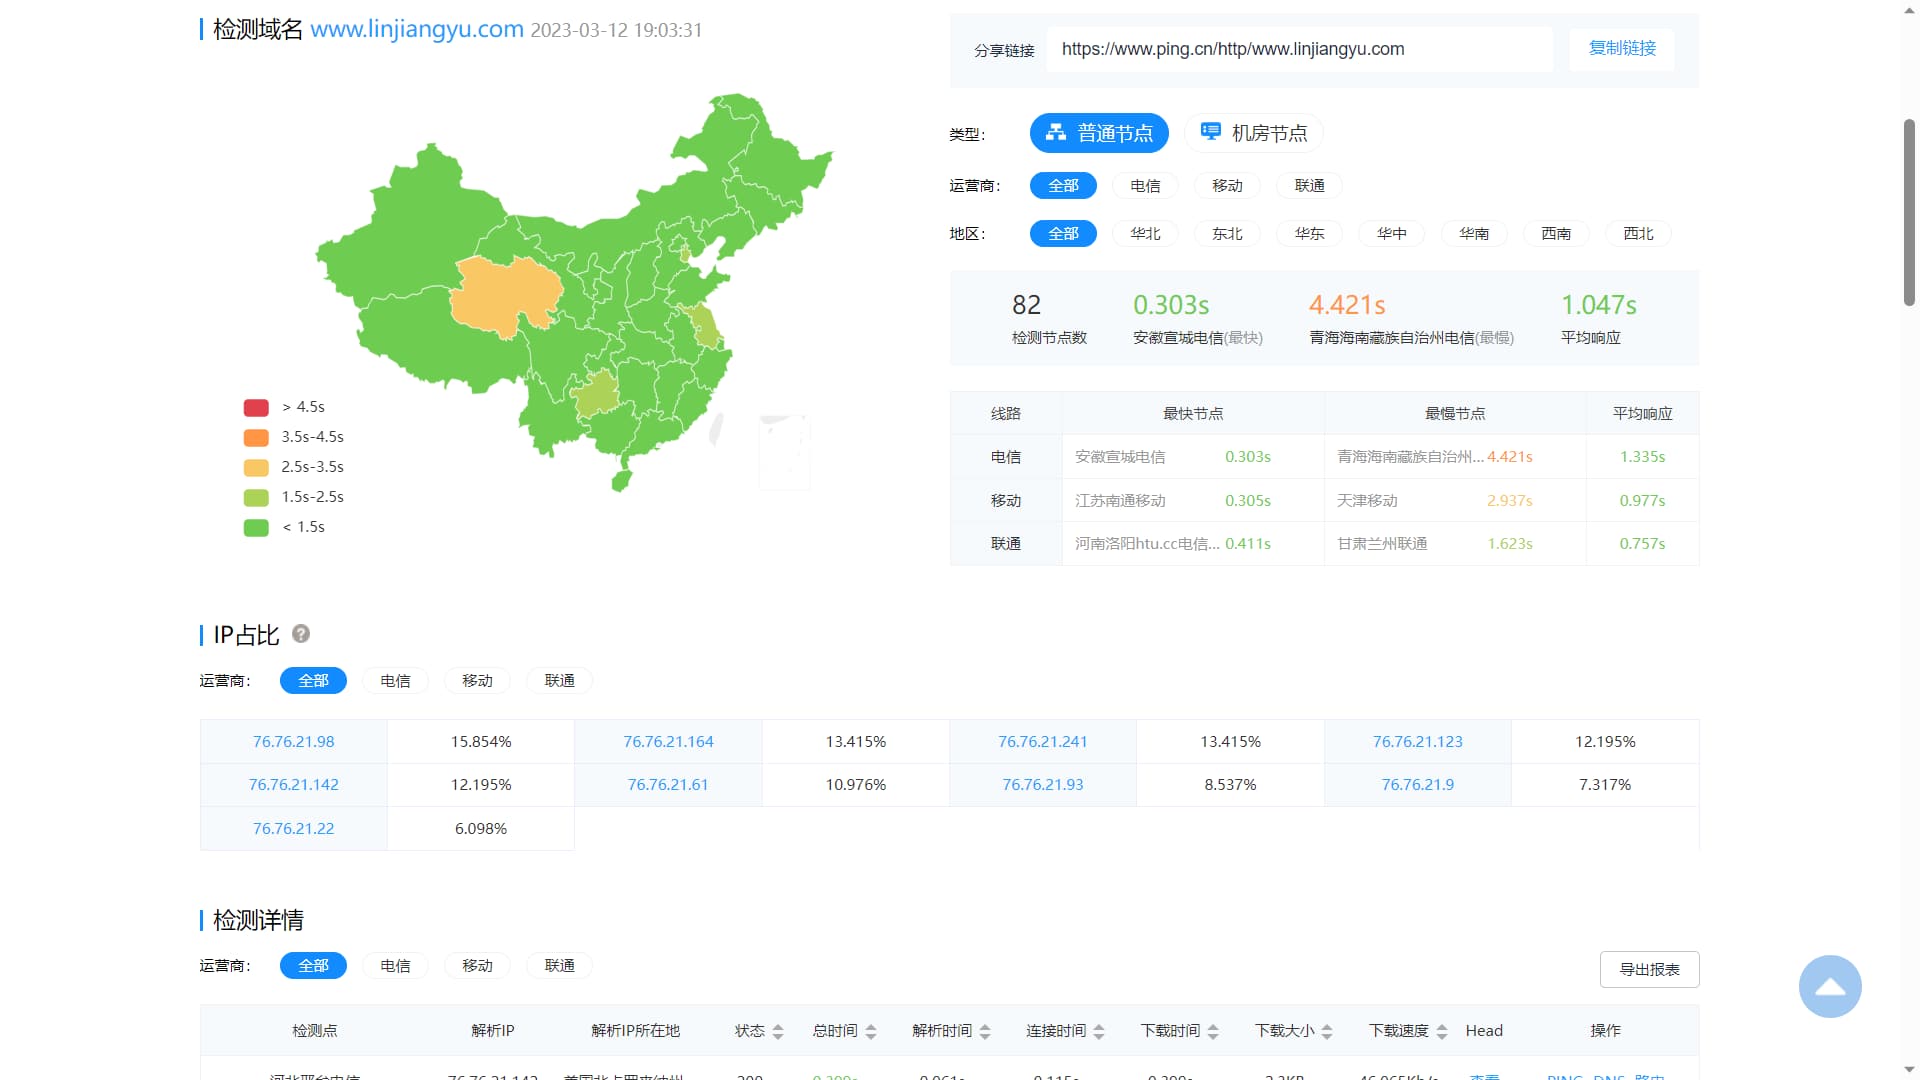 检测域名 www.linjiangyu.com 2023-03-12 19:03:31
分享链接 https://www.ping.cn/http/www.linjiangyu.com 复制链接
类型: 普通节点 机房节点
运营商: 全部 电信 移动 联通
地区: 全部 华北 东北 华东 华中 华南 西南 西北
82 0.303s 4.421s 1.047s
检测节点数 安徽宣城电信(最快) 青海海南藏族自治州电信(最慢) 平均响应
> 4.5s
3.5s-4.5s
2.5s-3.5s
1.5s-2.5s
< 1.5s
线路 最快节点 最慢节点 平均响应
电信 安徽宣城电信 0.303s 青海海南藏族自治州... 4.421s 1.335s
移动 江苏南通移动 0.305s 天津移动 2.937s 0.977s
联通 河南洛阳htu.cc电信... 0.411s 甘肃兰州联通 1.623s 0.757s
IP占比 ?
运营商: 全部 电信 移动 联通
76.76.21.98 15.854% 76.76.21.164 13.415% 76.76.21.241 13.415% 76.76.21.123 12.195%
76.76.21.142 12.195% 76.76.21.61 10.976% 76.76.21.93 8.537% 76.76.21.9 7.317%
76.76.21.22 6.098%
检测详情
运营商: 全部 电信 移动 联通
导出报表
检测点 解析IP 解析IP所在地 状态 总时间 解析时间 连接时间 下载时间 下载大小 下载速度 Head 操作